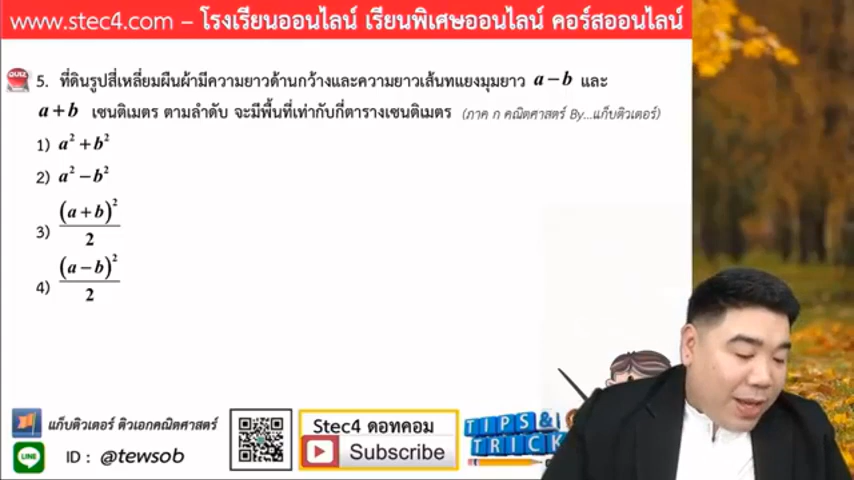 www.stec4.com – โรงเรียนออนไลน์ เรียนพิเศษออนไลน์ คอร์สออนไลน์
QUIZ 5. ที่ดินรูปสี่เหลี่ยมผืนผ้ามีความยาวด้านกว้างและความยาวเส้นทแยงมุมยาว a−b และ
a+b เซนติเมตร ตามลำดับ จะมีพื้นที่เท่ากับกี่ตารางเซนติเมตร (ภาค ก คณิตศาสตร์ By...แก็บติวเตอร์)
1) a²+b²
2) a²−b²
3) (a+b)²/2
4) (a−b)²/2
แก็บติวเตอร์ ติวเอกคณิตศาสตร์
LINE ID : @tewsob
Stec4 ดอทคอม
Subscribe
TIPS &
TRICK